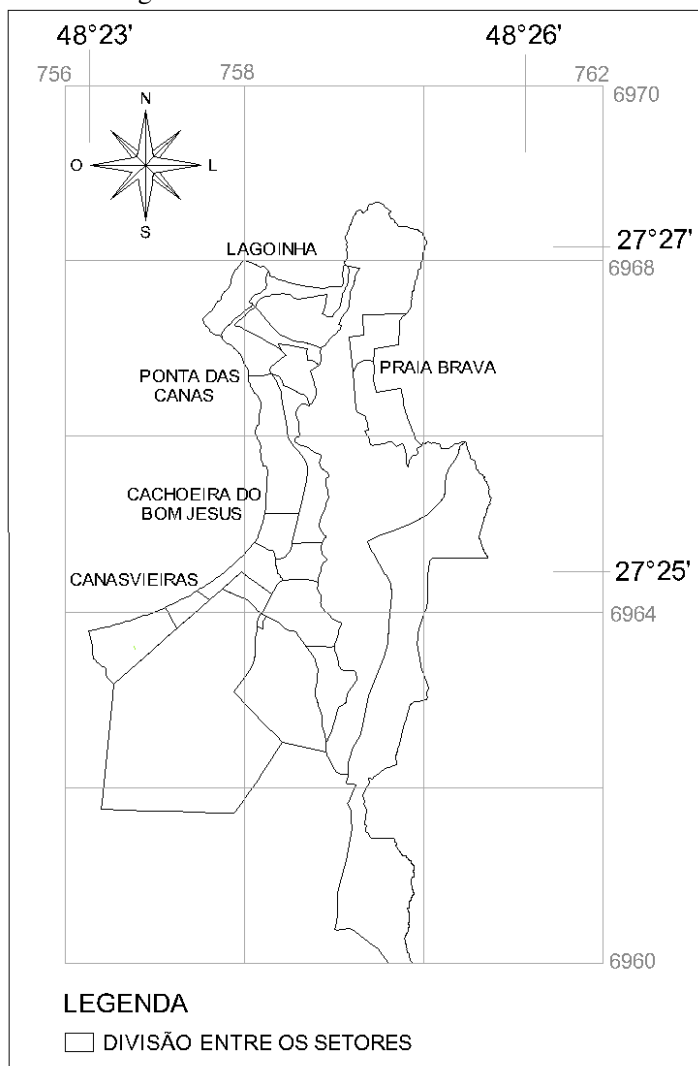 48°23' 48°26'
756 758 762
6970
N
O L
S
LAGOINHA
27°27'
6968
PRAIA BRAVA
PONTA DAS
CANAS
CACHOEIRA DO
BOM JESUS
CANASVIEIRAS
27°25'
6964
6960
LEGENDA
DIVISÃO ENTRE OS SETORES